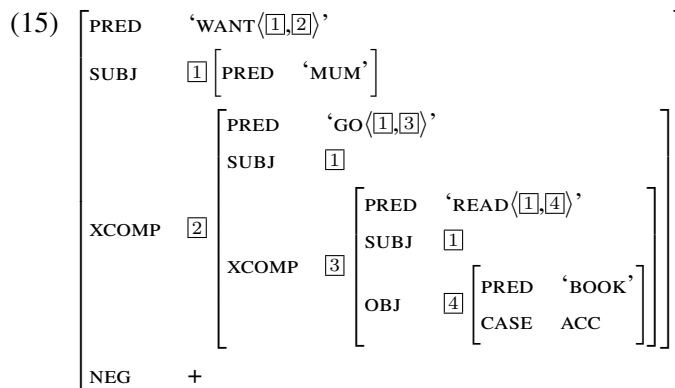 (15)
PRED ‘WANT⟨1,2⟩’
SUBJ 1 [PRED ‘MUM’]
PRED ‘GO⟨1,3⟩’
SUBJ 1
PRED ‘READ⟨1,4⟩’
XCOMP 2
SUBJ 1
XCOMP 3
PRED ‘BOOK’
OBJ 4
CASE ACC
NEG +